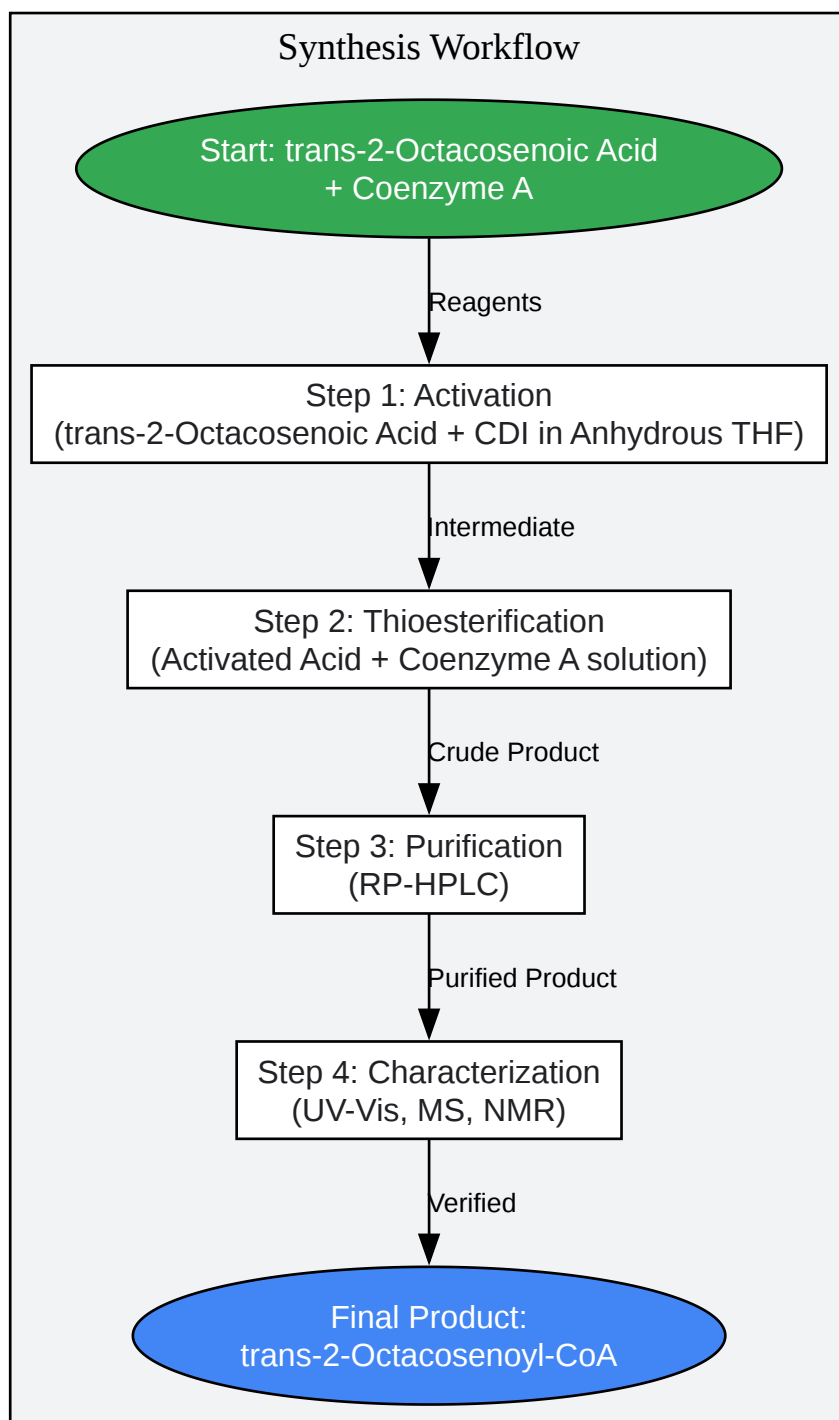 Synthesis Workflow
Start: trans-2-Octacosenoic Acid
+ Coenzyme A
Reagents
Step 1: Activation
(trans-2-Octacosenoic Acid + CDI in Anhydrous THF)
Intermediate
Step 2: Thioesterification
(Activated Acid + Coenzyme A solution)
Crude Product
Step 3: Purification
(RP-HPLC)
Purified Product
Step 4: Characterization
(UV-Vis, MS, NMR)
Verified
Final Product:
trans-2-Octacosenoyl-CoA